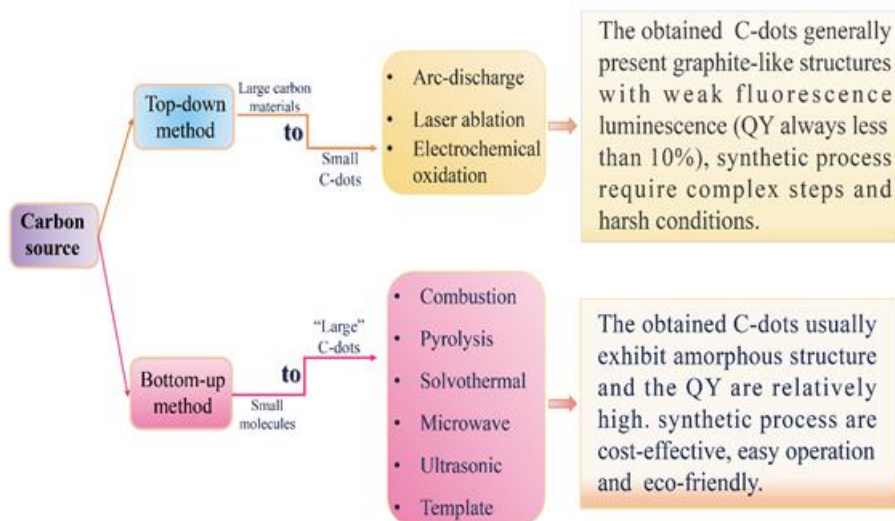 Carbon
source
Top-down
method
Large carbon
materials
to
Small
C-dots
• Arc-discharge
• Laser ablation
• Electrochemical
oxidation
The obtained C-dots generally
present graphite-like structures
with weak fluorescence
luminescence (QY always less
than 10%), synthetic process
require complex steps and
harsh conditions.
Bottom-up
method
Small
molecules
to
“Large”
C-dots
• Combustion
• Pyrolysis
• Solvothermal
• Microwave
• Ultrasonic
• Template
The obtained C-dots usually
exhibit amorphous structure
and the QY are relatively
high. synthetic process are
cost-effective, easy operation
and eco-friendly.